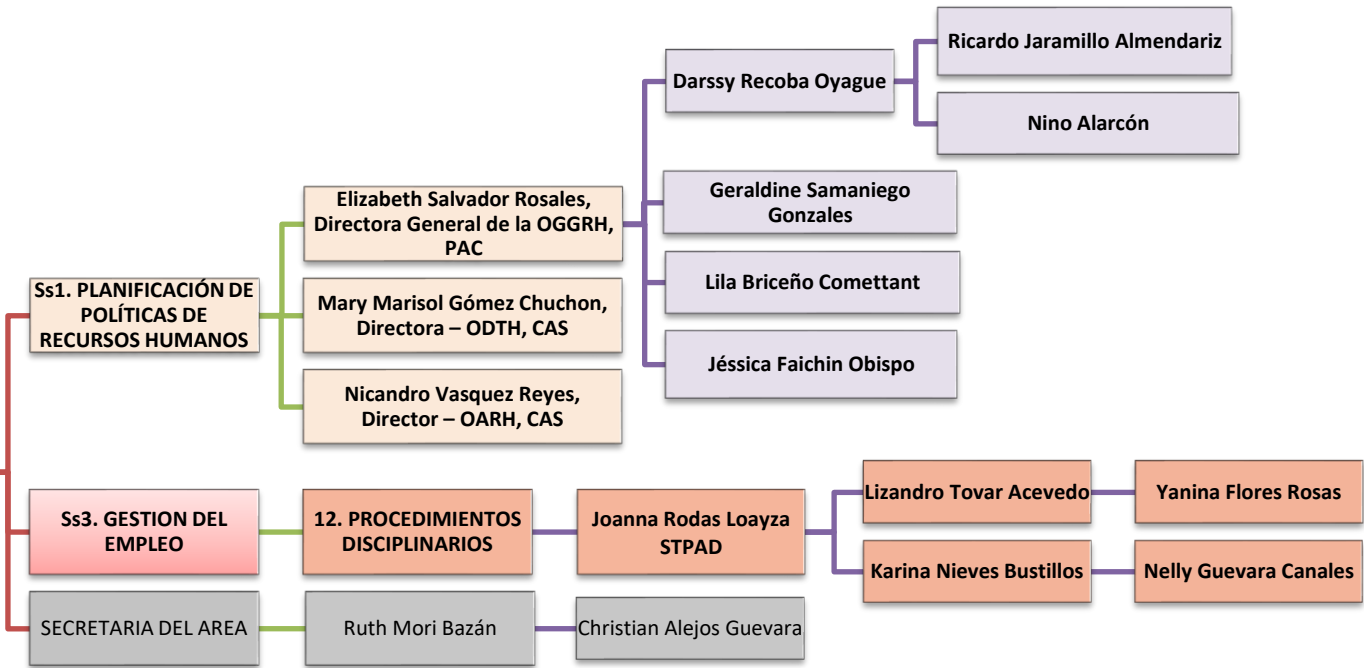 Ricardo Jaramillo Almendariz
Darssy Recoba Oyague
Nino Alarcón
Elizabeth Salvador Rosales,
Directora General de la OGGRH,
PAC
Geraldine Samaniego
Gonzales
Lila Briceño Comettant
Jéssica Faichin Obispo
Ss1. PLANIFICACIÓN DE
POLÍTICAS DE
RECURSOS HUMANOS
Mary Marisol Gómez Chuchon,
Directora – ODTH, CAS
Nicandro Vasquez Reyes,
Director – OARH, CAS
Ss3. GESTION DEL
EMPLEO
12. PROCEDIMIENTOS
DISCIPLINARIOS
Joanna Rodas Loayza
STPAD
Lizandro Tovar Acevedo
Yanina Flores Rosas
Karina Nieves Bustillos
Nelly Guevara Canales
SECRETARIA DEL AREA
Ruth Mori Bazán
Christian Alejos Guevara